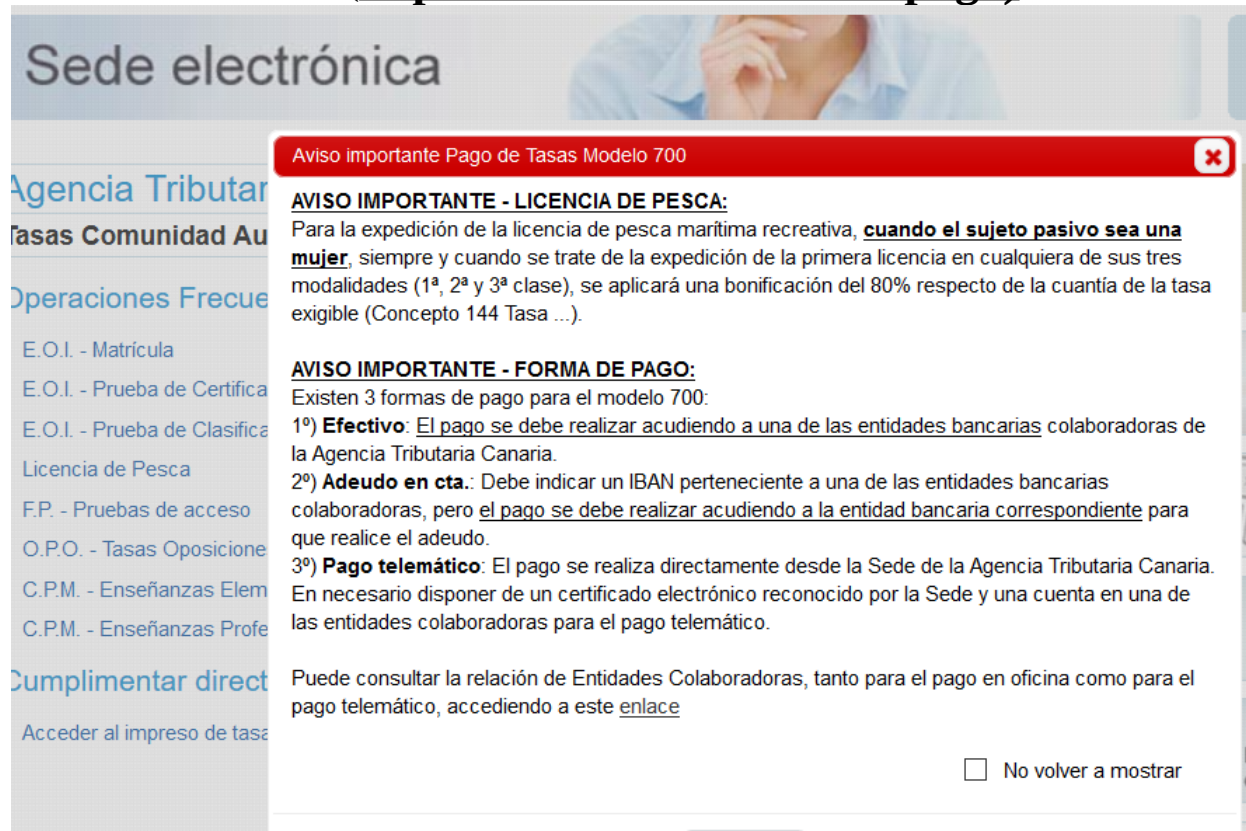 Sede electrónica
Aviso importante Pago de Tasas Modelo 700
Agencia Tributar
Tasas Comunidad Au
Operaciones Frecue
E.O.I. - Matrícula
E.O.I. - Prueba de Certifica
E.O.I. - Prueba de Clasifica
Licencia de Pesca
F.P. - Pruebas de acceso
O.P.O. - Tasas Oposicione
C.P.M. - Enseñanzas Elem
C.P.M. - Enseñanzas Profe
Cumplimentar direct
Acceder al impreso de tasa
AVISO IMPORTANTE - LICENCIA DE PESCA:
Para la expedición de la licencia de pesca marítima recreativa, cuando el sujeto pasivo sea una
mujer, siempre y cuando se trate de la expedición de la primera licencia en cualquiera de sus tres
modalidades (1ª, 2ª y 3ª clase), se aplicará una bonificación del 80% respecto de la cuantía de la tasa
exigible (Concepto 144 Tasa ...).
AVISO IMPORTANTE - FORMA DE PAGO:
Existen 3 formas de pago para el modelo 700:
1º) Efectivo: El pago se debe realizar acudiendo a una de las entidades bancarias colaboradoras de
la Agencia Tributaria Canaria.
2º) Adeudo en cta.: Debe indicar un IBAN perteneciente a una de las entidades bancarias
colaboradoras, pero el pago se debe realizar acudiendo a la entidad bancaria correspondiente para
que realice el adeudo.
3º) Pago telemático: El pago se realiza directamente desde la Sede de la Agencia Tributaria Canaria.
En necesario disponer de un certificado electrónico reconocido por la Sede y una cuenta en una de
las entidades colaboradoras para el pago telemático.
Puede consultar la relación de Entidades Colaboradoras, tanto para el pago en oficina como para el
pago telemático, accediendo a este enlace
No volver a mostrar